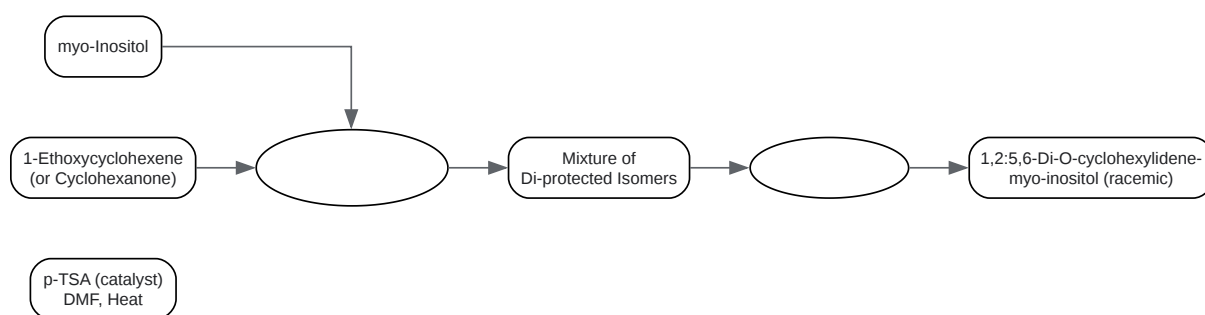 myo-Inositol
1-Ethoxycyclohexene
(or Cyclohexanone)
Mixture of
Di-protected Isomers
1,2:5,6-Di-O-cyclohexylidene-
myo-inositol (racemic)
p-TSA (catalyst)
DMF, Heat